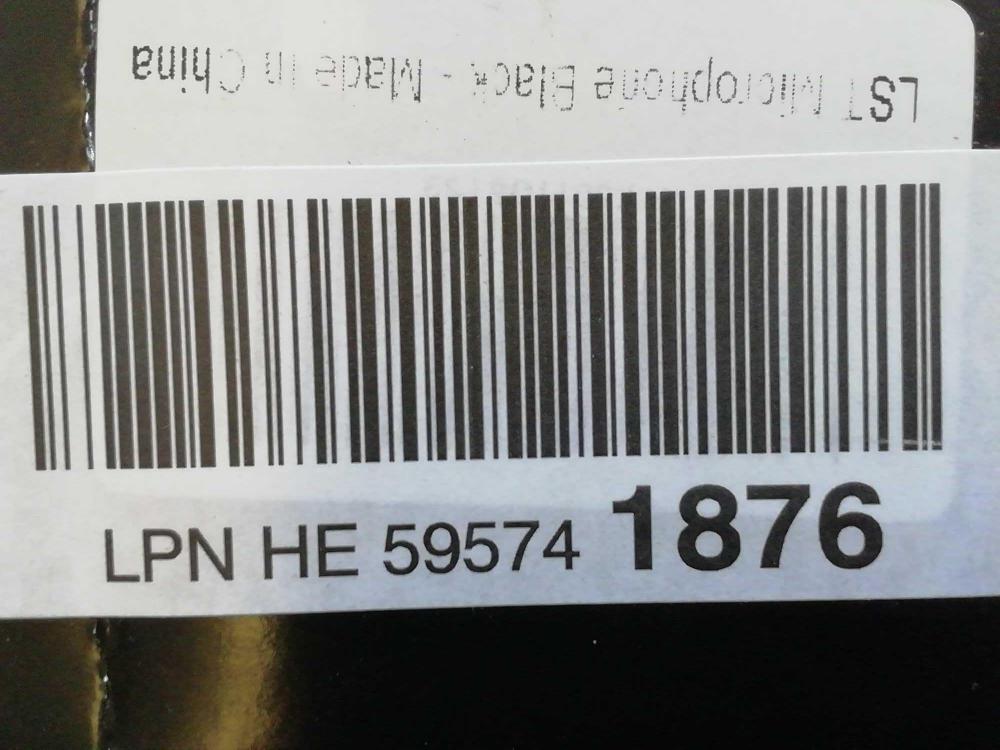 LST Microphone Black - Made in China
LPN HE 59574 1876